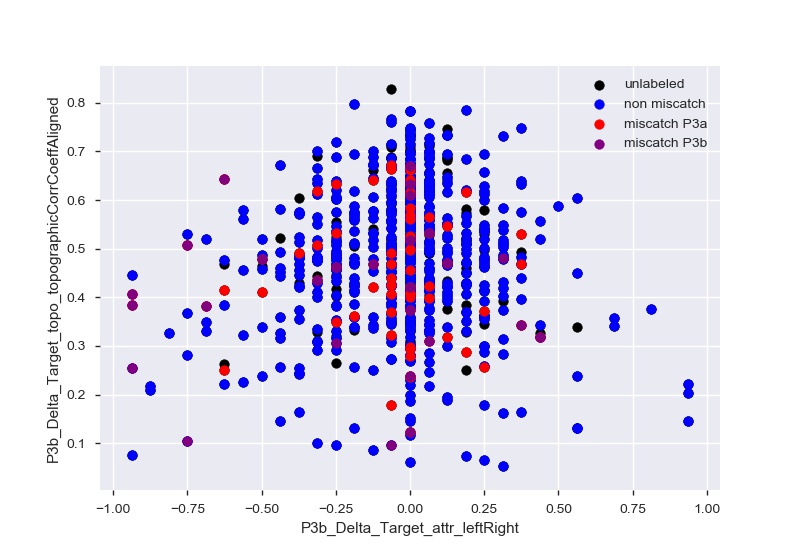 unlabeled
non miscatch
miscatch P3a
miscatch P3b
0.8
0.7
0.6
0.5
0.4
0.3
0.2
0.1
P3b_Delta_Target_topo_topographicCorrCoeffAligned
−1.00 −0.75 −0.50 −0.25 0.00 0.25 0.50 0.75 1.00
P3b_Delta_Target_attr_leftRight